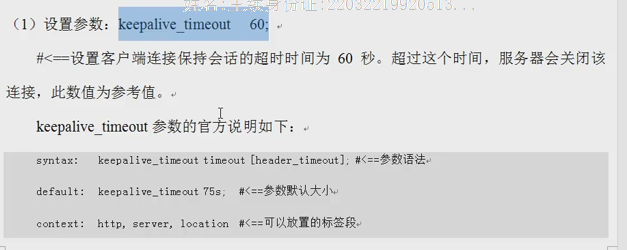 （1）设置参数：keepalive_timeout 60;
#<==设置客户端连接保持会话的超时时间为 60 秒。超过这个时间，服务器会关闭该
连接，此数值为参考值。
keepalive_timeout 参数的官方说明如下：
syntax: keepalive_timeout timeout [header_timeout]; #<==参数语法
default: keepalive_timeout 75s; #<==参数默认大小
context: http, server, location #<==可以放置的标签段